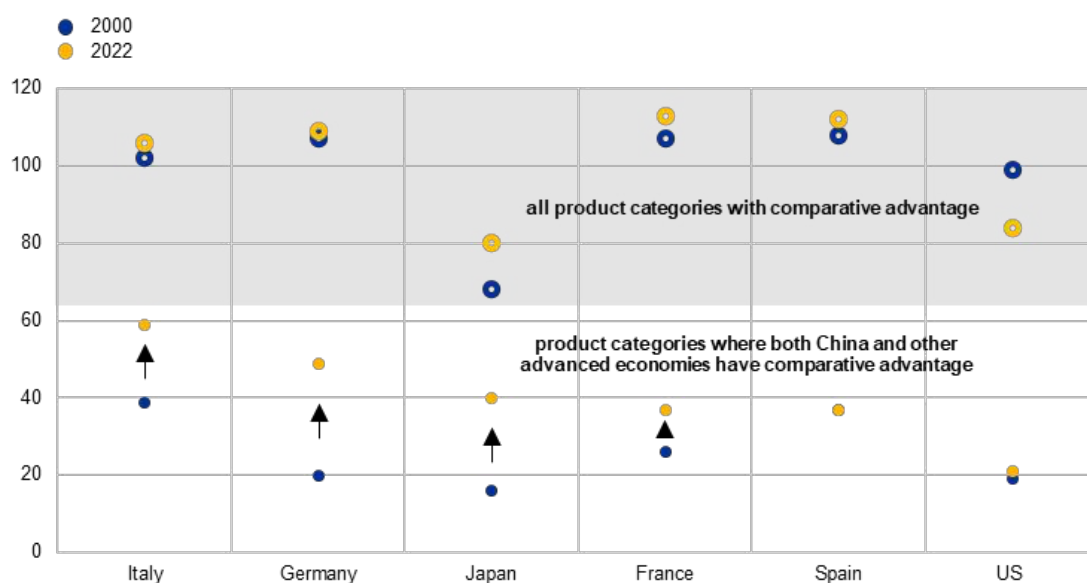 2000
2022
120
100
all product categories with comparative advantage
80
60
product categories where both China and other
advanced economies have comparative advantage
40
20
0
Italy Germany Japan France Spain US